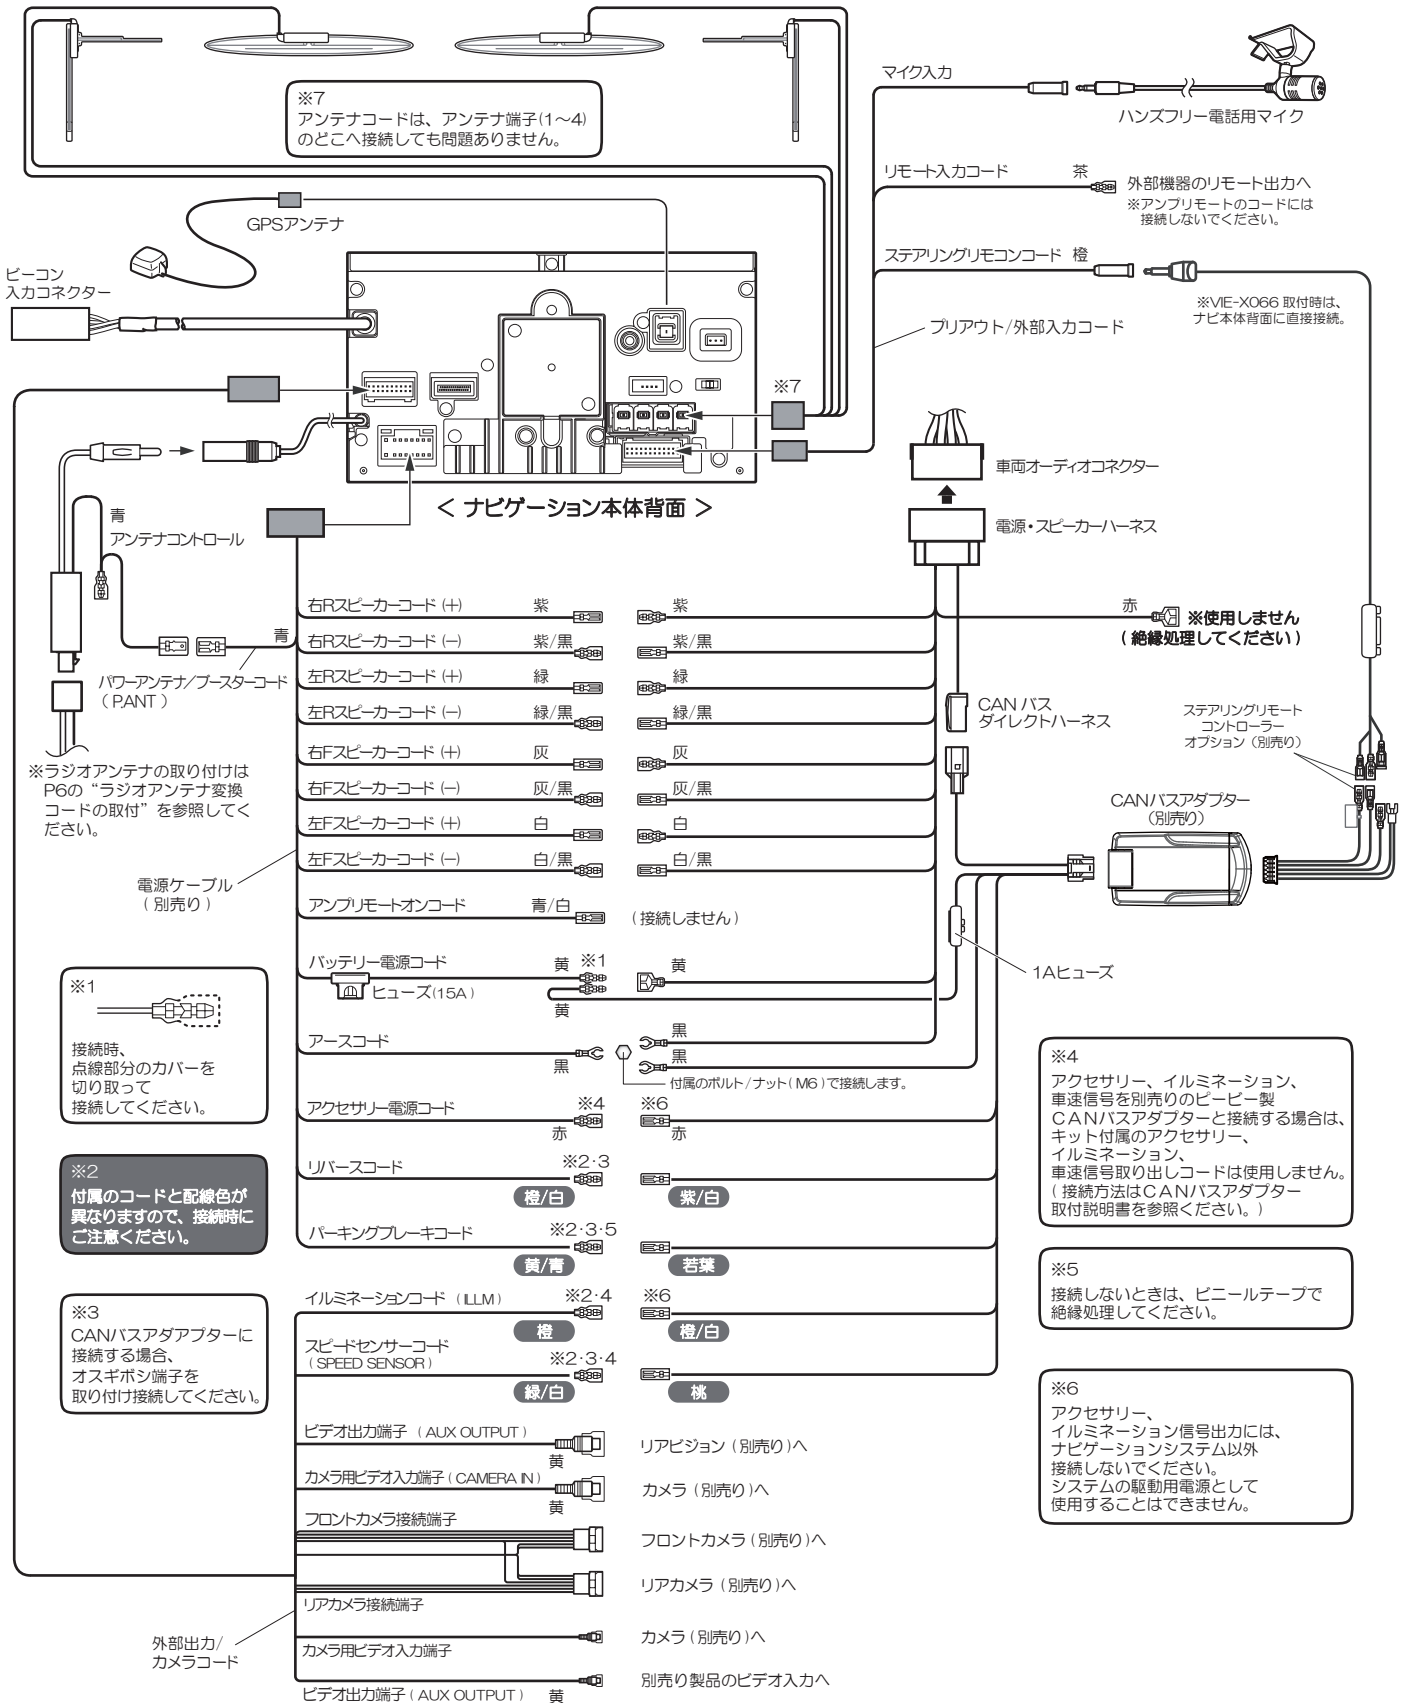 ※7
アンテナコードは、アンテナ端子(1～4)
のどこへ接続しても問題ありません。
マイク入力
ハンズフリー電話用マイク
リモート入力コード
茶
外部機器のリモート出力へ
※アンプリモートのコードには
接続しないでください。
GPSアンテナ
ステアリングリモコンコード 橙
※VIE-X066 取付時は、
ナビ本体背面に直接接続。
ビーコン
入力コネクター
プリアウト/外部入力コード
※7
車両オーディオコネクター
< ナビゲーション本体背面 >
電源・スピーカーハーネス
青
アンテナコントロール
青
パワーアンテナ/ブースターコード
( P.ANT )
※ラジオアンテナの取り付けは
P6の“ラジオアンテナ変換
コードの取付”を参照してく
ださい。
右Rスピーカーコード (+)
紫
紫
右Rスピーカーコード (−)
紫/黒
紫/黒
左Rスピーカーコード (+)
緑
緑
左Rスピーカーコード (−)
緑/黒
緑/黒
右Fスピーカーコード (+)
灰
灰
右Fスピーカーコード (−)
灰/黒
灰/黒
左Fスピーカーコード (+)
白
白
左Fスピーカーコード (−)
白/黒
白/黒
赤
※使用しません
( 絶縁処理してください )
CAN バス
ダイレクトハーネス
ステアリングリモート
コントローラー
オプション (別売り)
CANバスアダプター
(別売り)
電源ケーブル
( 別売り )
アンプリモートオンコード
青/白
(接続しません)
バッテリー電源コード
黄
※1
黄
ヒューズ(15A )
黄
1Aヒューズ
アースコード
黒
黒
黒
付属のボルト/ナット( M6 )で接続します。
アクセサリー電源コード
※4
赤
※6
赤
リバースコード
※2・3
橙/白
紫/白
パーキングブレーキコード
※2・3・5
黄/青
若葉
イルミネーションコード ( ILLM )
※2・4
橙
※6
橙/白
スピードセンサーコード
( SPEED SENSOR )
※2・3・4
緑/白
桃
ビデオ出力端子 ( AUX OUTPUT )
黄
リアビジョン (別売り)へ
カメラ用ビデオ入力端子 ( CAMERA IN )
黄
カメラ (別売り)へ
フロントカメラ接続端子
フロントカメラ (別売り)へ
リアカメラ (別売り)へ
リアカメラ接続端子
外部出力/
カメラコード
カメラ用ビデオ入力端子
カメラ (別売り)へ
ビデオ出力端子 ( AUX OUTPUT )
黄
別売り製品のビデオ入力へ
※1
接続時、
点線部分のカバーを
切り取って
接続してください。
※2
付属のコードと配線色が
異なりますので、接続時に
ご注意ください。
※3
CANバスアダアプターに
接続する場合、
オスギボシ端子を
取り付け接続してください。
※4
アクセサリー、イルミネーション、
車速信号を別売りのピービー製
CANバスアダプターと接続する場合は、
キット付属のアクセサリー、
イルミネーション、
車速信号取り出しコードは使用しません。
( 接続方法はCANバスアダプター
取付説明書を参照ください。)
※5
接続しないときは、ビニールテープで
絶縁処理してください。
※6
アクセサリー、
イルミネーション信号出力には、
ナビゲーションシステム以外
接続しないでください。
システムの駆動用電源として
使用することはできません。